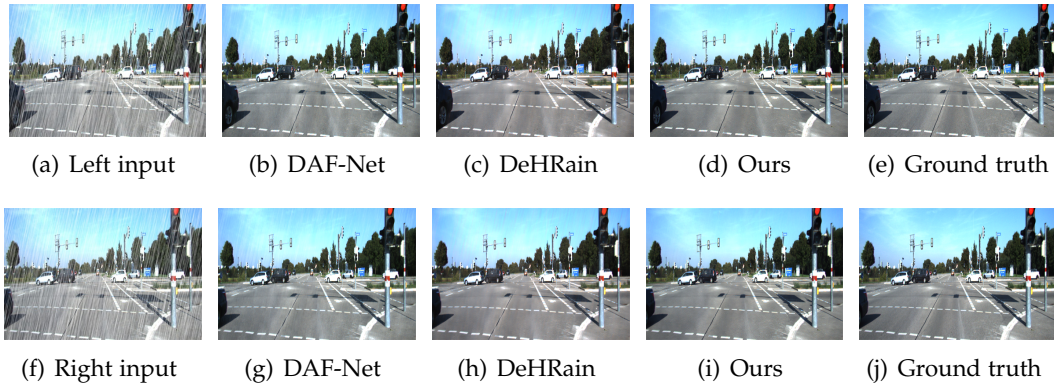 (a) Left input (b) DAF-Net (c) DeHRain (d) Ours (e) Ground truth
(f) Right input (g) DAF-Net (h) DeHRain (i) Ours (j) Ground truth